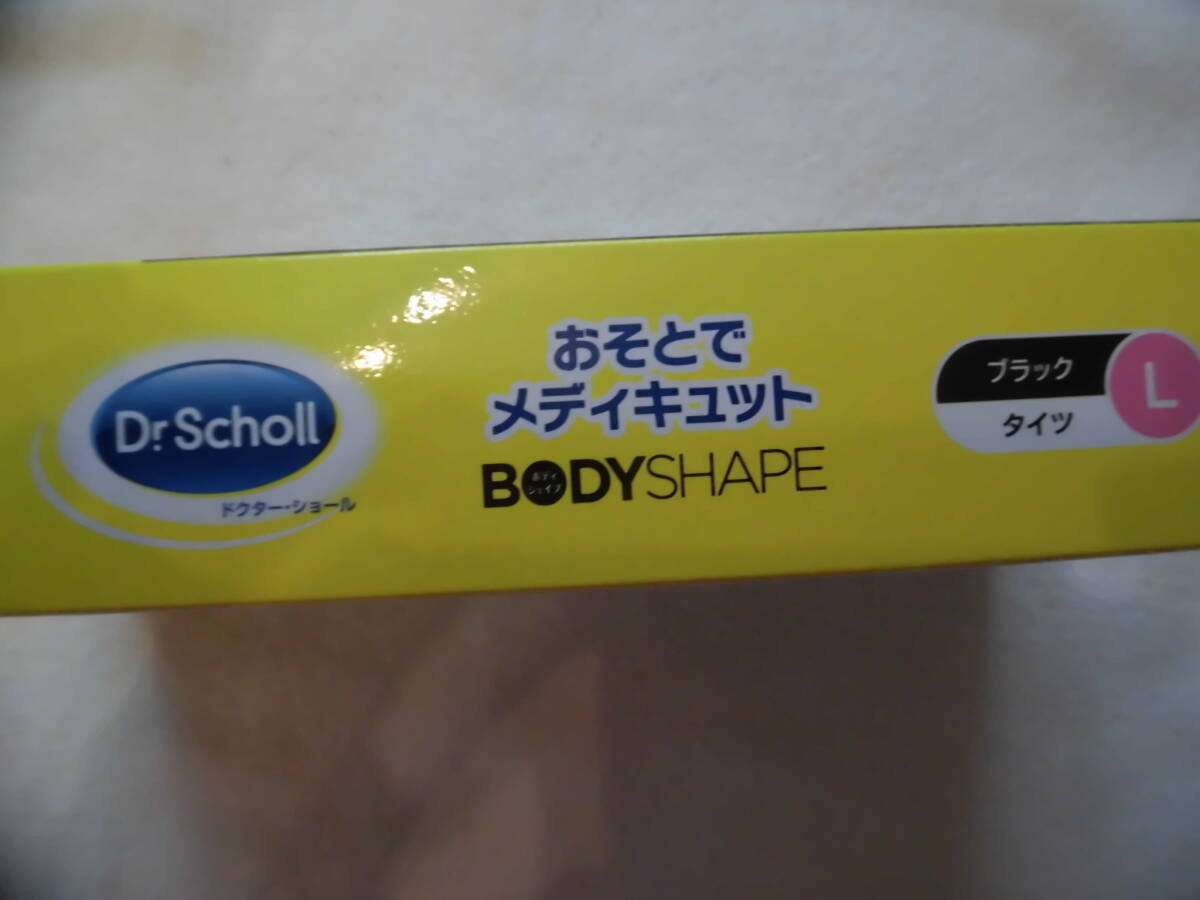 Dr.Scholl
ドクター・ショール
おそとで
メディキュット
BODYSHAPE
ボディ
シェイプ
ブラック
タイツ
L